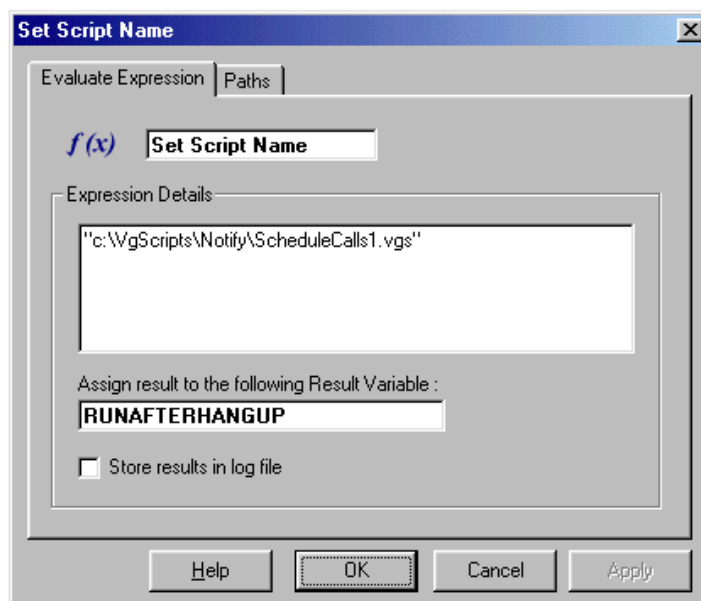 Set Script Name
Evaluate Expression Paths
f(x) Set Script Name
Expression Details
"c:\VgScripts\Notify\ScheduleCalls1.vgs"
Assign result to the following Result Variable :
RUNAFTERHANGUP
Store results in log file
Help OK Cancel Apply